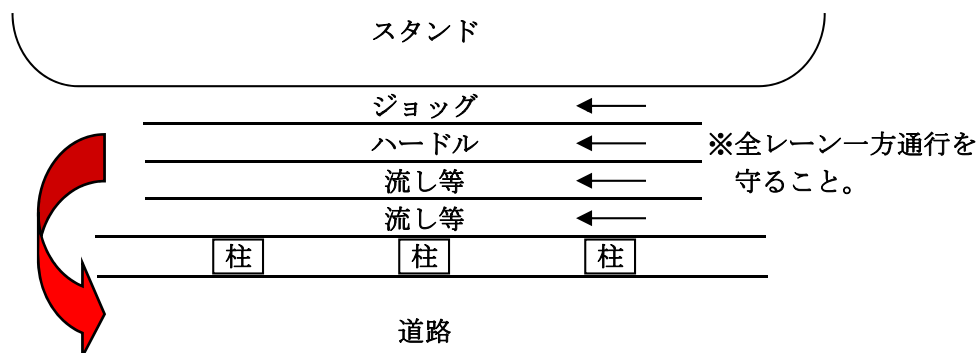 スタンド
ジョッグ
ハードル
※全レーン一方通行を
守ること。
流し等
流し等
柱 柱 柱
道路